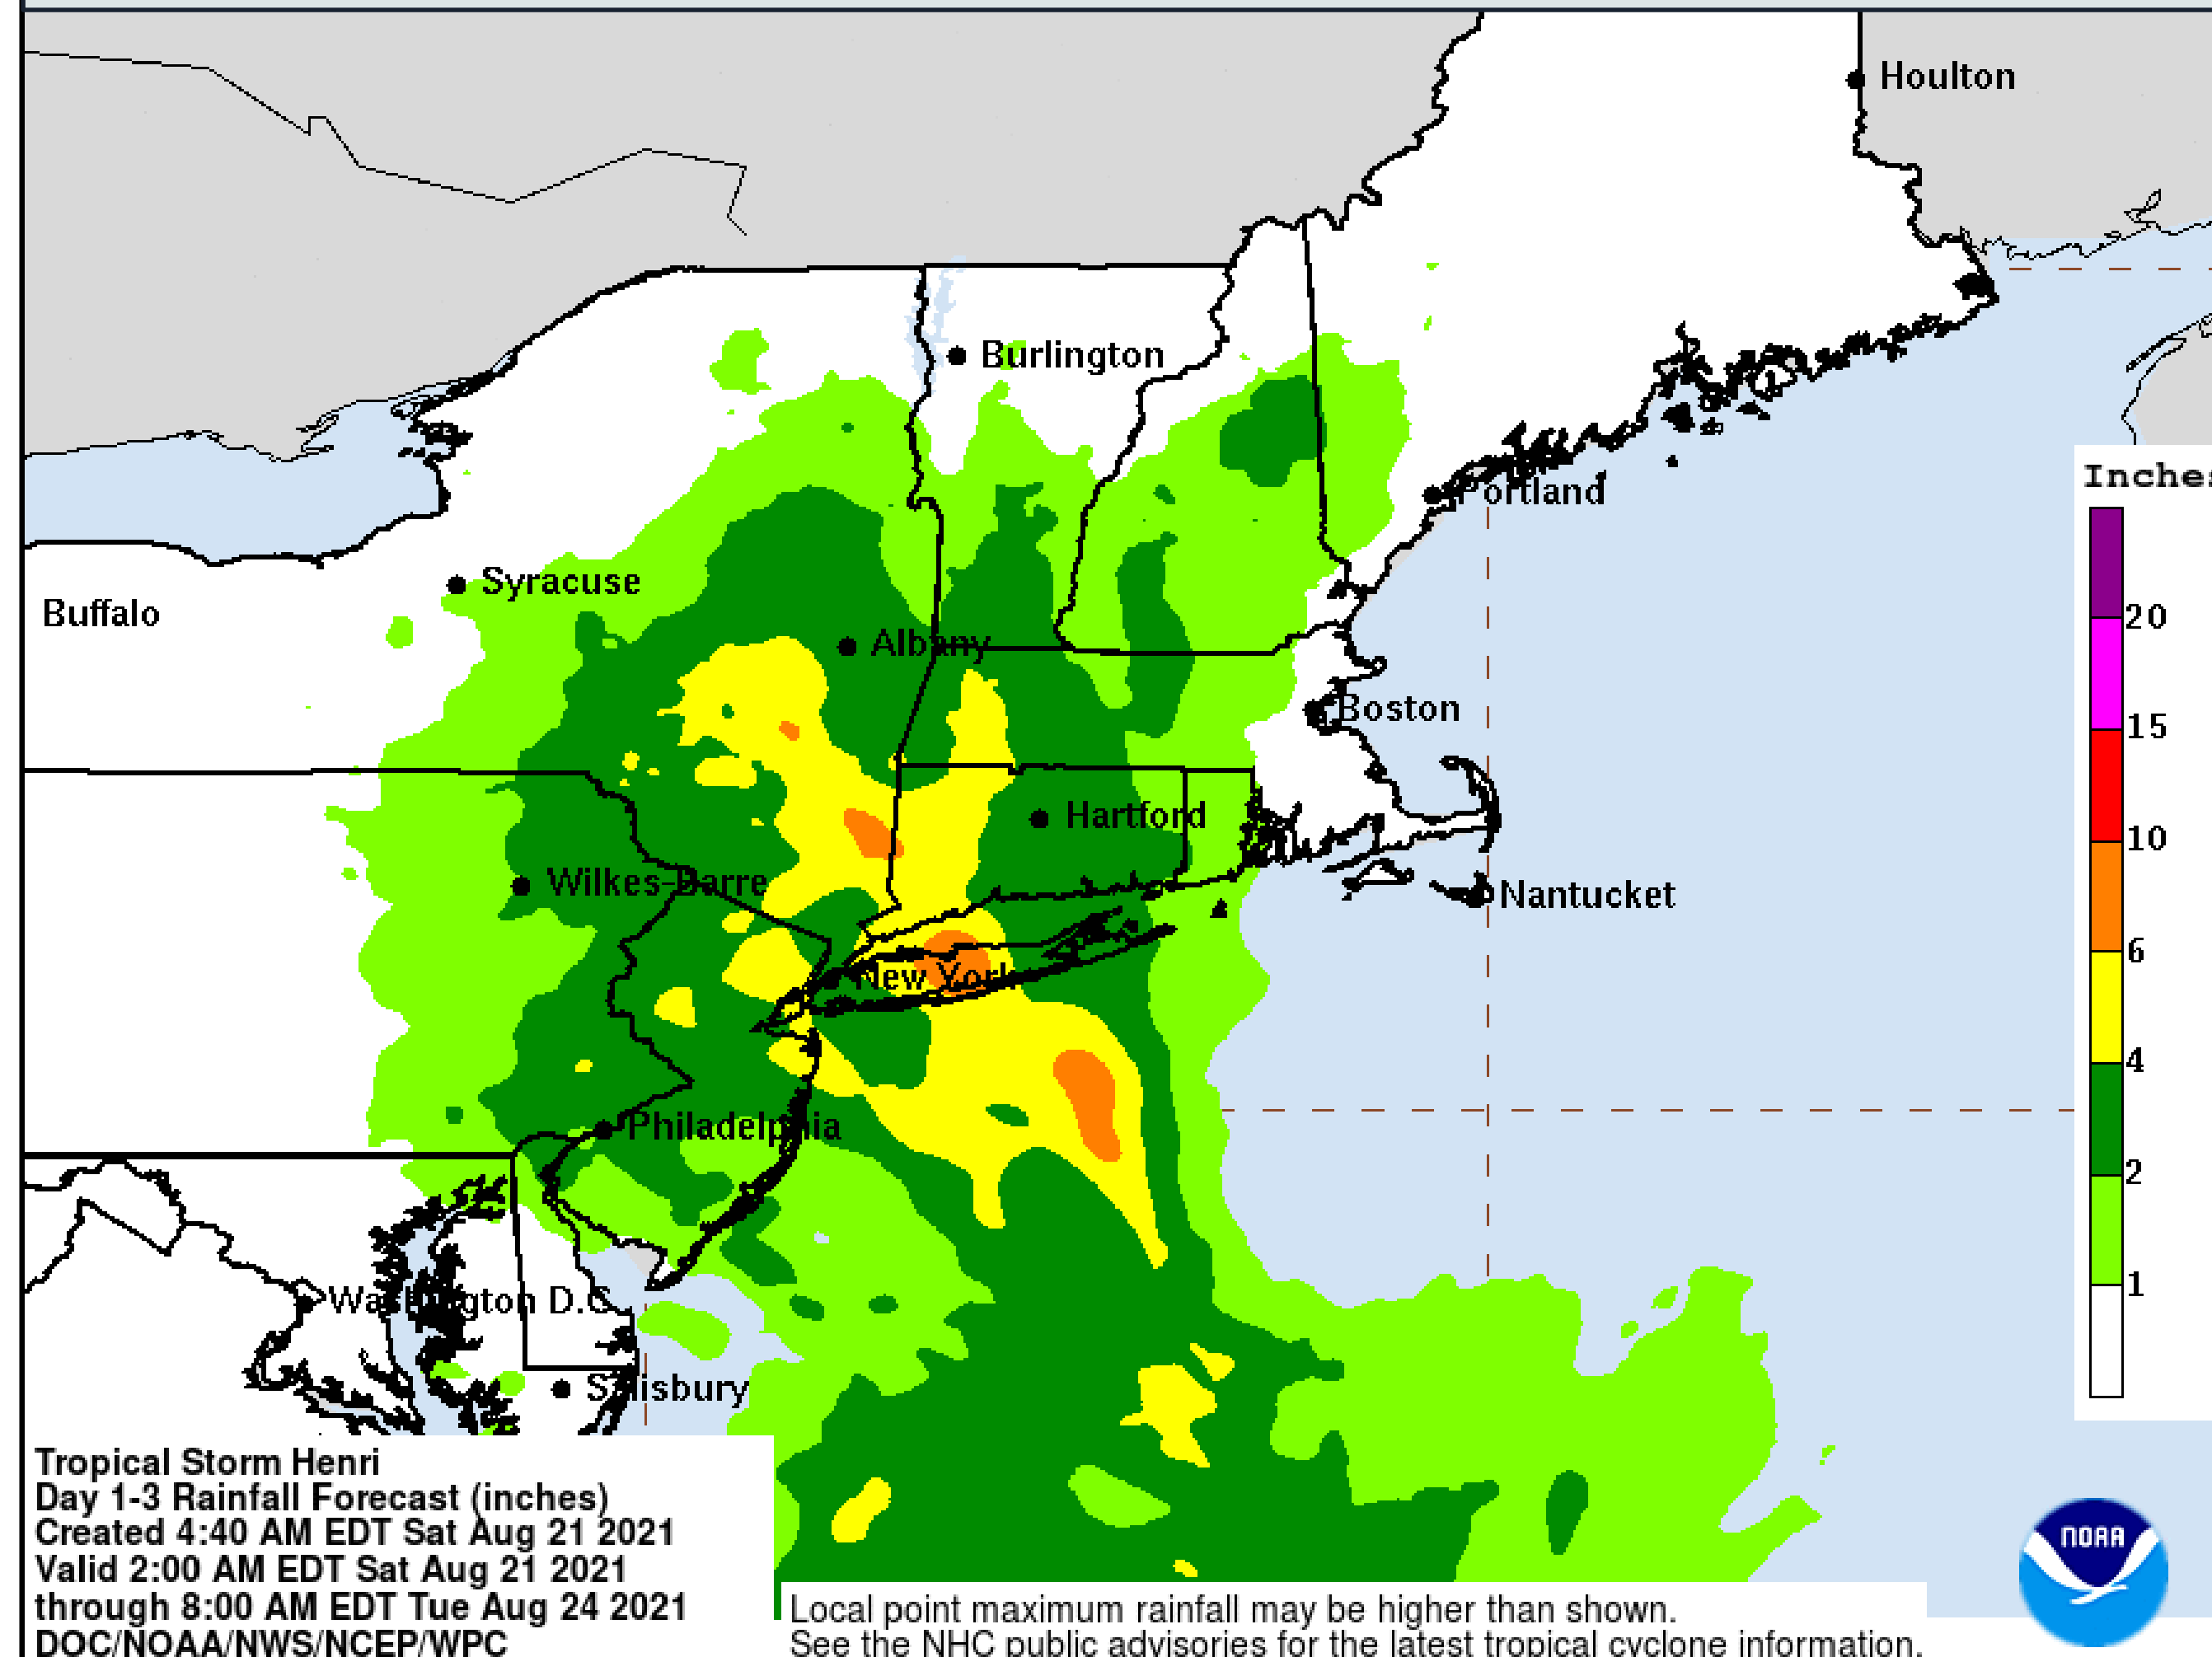 Houlton
Burlington
Portland
Syracuse
Buffalo
Albany
Boston
Hartford
Wilkes-Barre
Nantucket
New York
Philadelphia
Washington D.C
Salisbury
Inches
20
15
10
6
4
2
1
Tropical Storm Henri
Day 1-3 Rainfall Forecast (inches)
Created 4:40 AM EDT Sat Aug 21 2021
Valid 2:00 AM EDT Sat Aug 21 2021
through 8:00 AM EDT Tue Aug 24 2021
DOC/NOAA/NWS/NCEP/WPC
Local point maximum rainfall may be higher than shown.
See the NHC public advisories for the latest tropical cyclone information.
NOAA